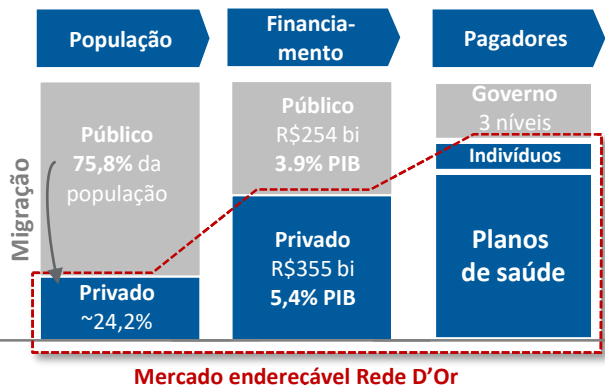 População
Financia-
mento
Pagadores
Público
75,8% da
população
Migração
Privado
~24,2%
Público
R$254 bi
3.9% PIB
Privado
R$355 bi
5,4% PIB
Governo
3 níveis
Indivíduos
Planos
de saúde
Mercado endereçável Rede D'Or